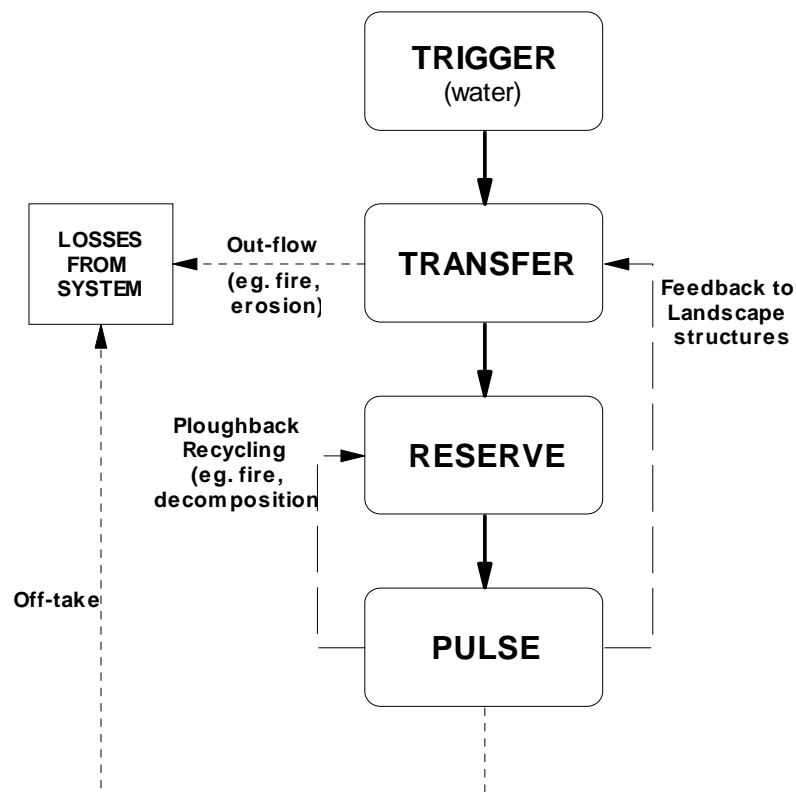 TRIGGER
(water)
LOSSES
FROM
SYSTEM
Out-flow
(eg. fire,
erosion)
TRANSFER
Feedback to
Landscape
structures
Ploughback
Recycling
(eg. fire,
decomposition
RESERVE
Off-take
PULSE